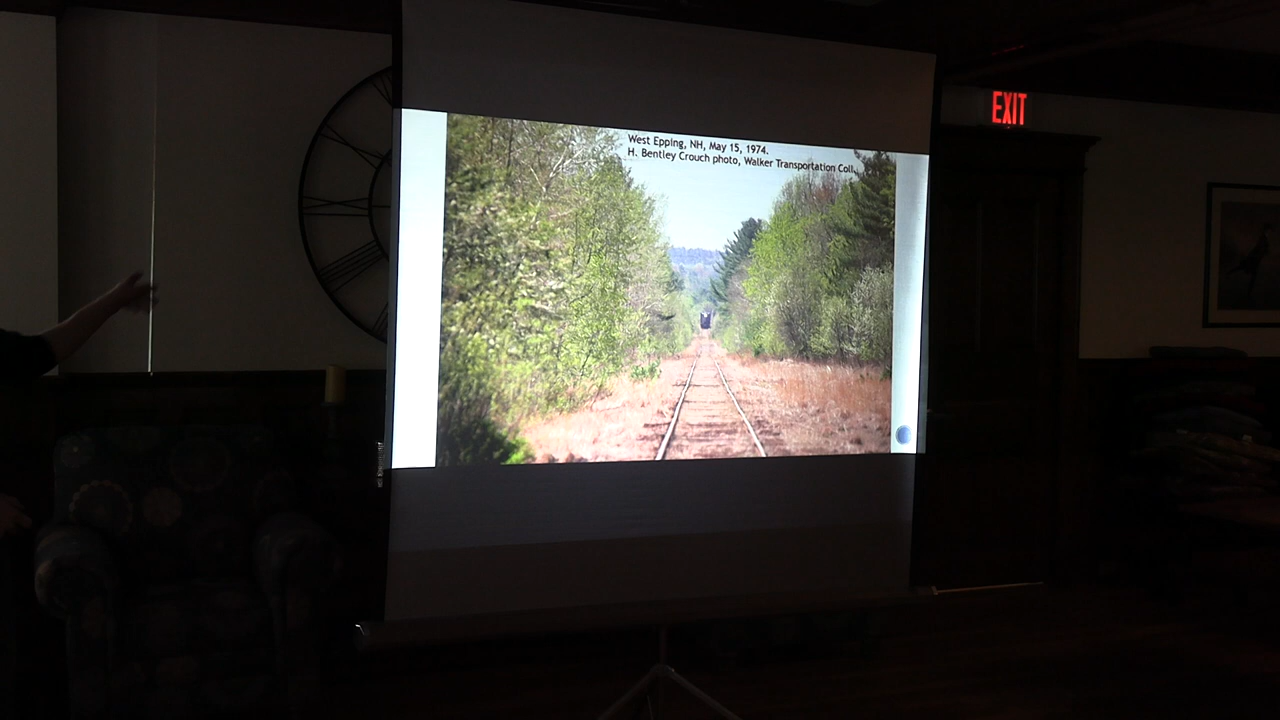 West Epping, NH, May 15, 1974.
H. Bentley Crouch photo, Walker Transportation Coll.
EXIT